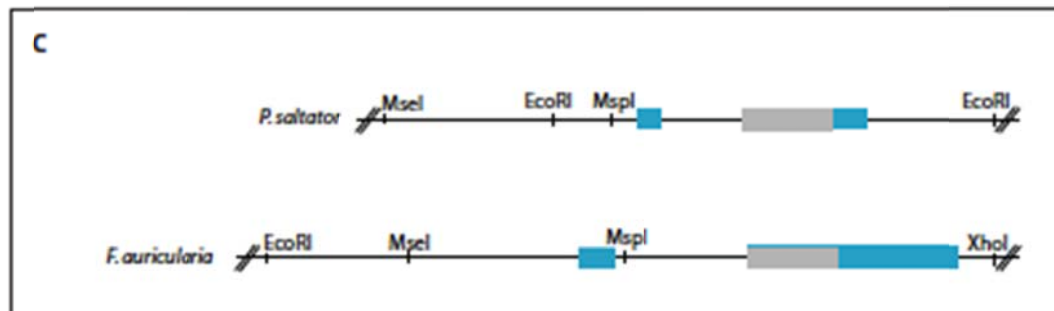 C
MseI EcoRI MspI EcoRI
P. saltator
EcoRI MseI MspI XhoI
F. auricularia